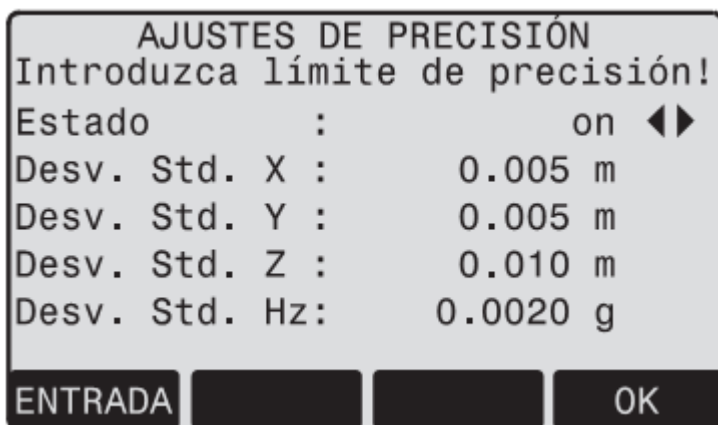 AJUSTES DE PRECISIÓN
Introduzca límite de precisión!
Estado : on ◀▶
Desv. Std. X : 0.005 m
Desv. Std. Y : 0.005 m
Desv. Std. Z : 0.010 m
Desv. Std. Hz: 0.0020 g
ENTRADA OK